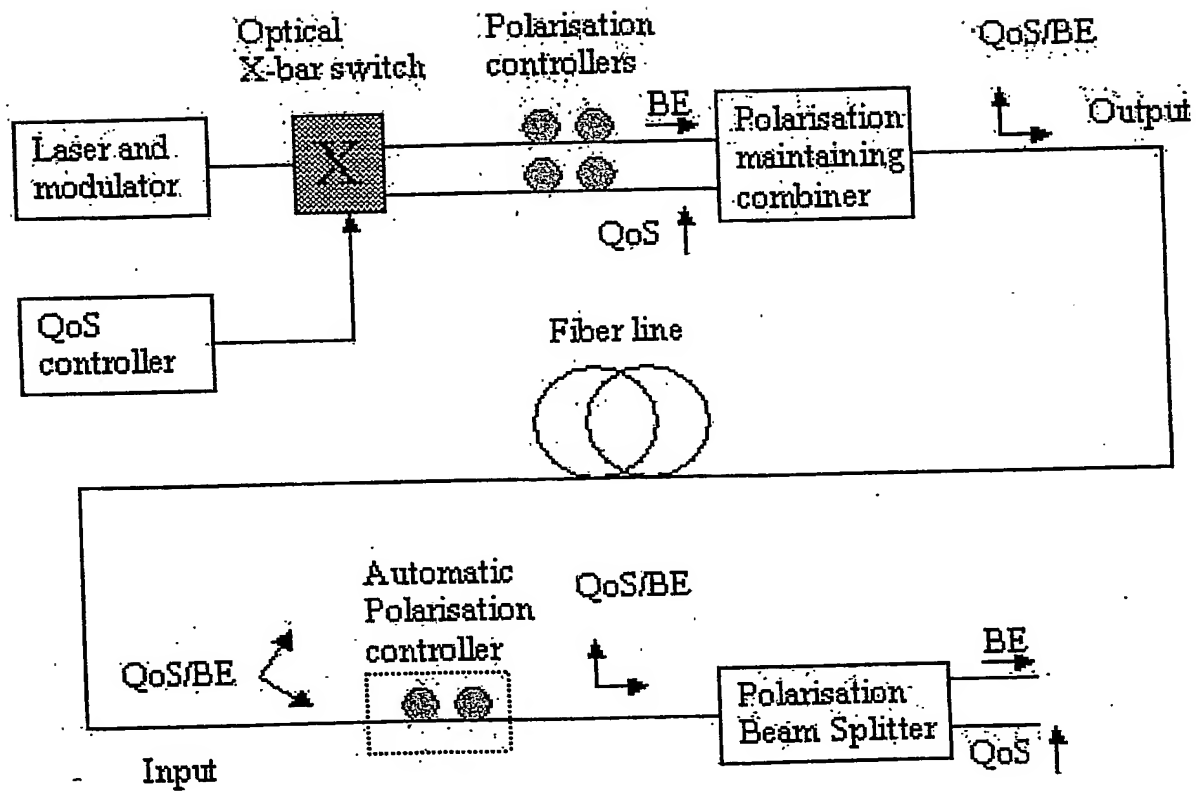 Optical
X-bar switch
Polarisation
controllers
QoS/BE
BE
Output
Laser and
modulator
X
Polarisation
maintaining
combiner
QoS
QoS
controller
Fiber line
Automatic
Polarisation
controller
QoS/BE
QoS/BE
BE
Polarisation
Beam Splitter
QoS
Input